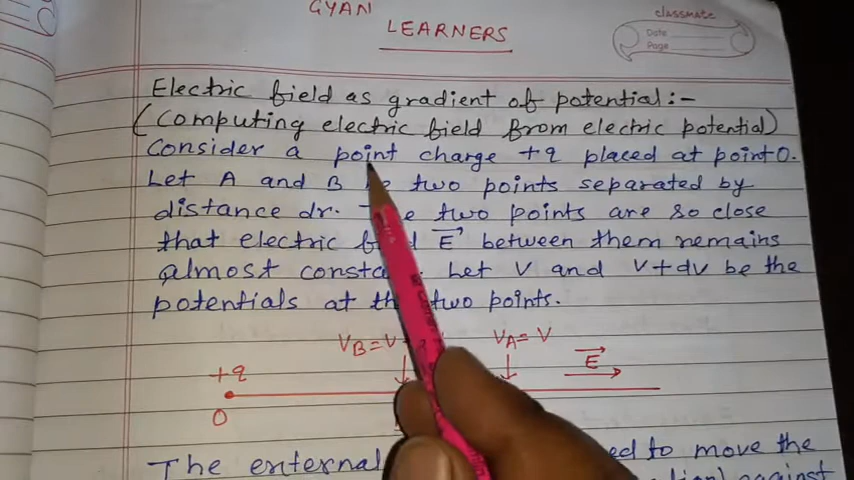 GYAN
classmate
LEARNERS
Date
Page
Electric field as gradient of potential:-
(Computing electric field from electric potential)
Consider a point charge +q placed at point O.
Let A and B two points separated by
distance dr. two points are so close
that electric E between them remains
almost Let V and V+dV be the
potentials at two points.
VB= V VA= V
+q E
O
The external to move the
against